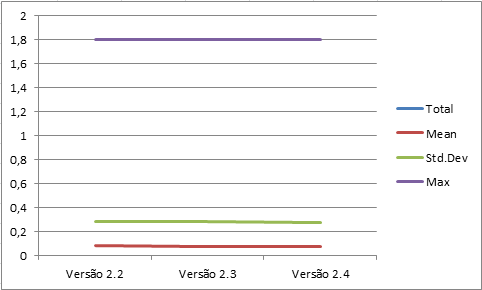 2
1,8
1,6
1,4
1,2
1
0,8
0,6
0,4
0,2
0
Versão 2.2
Versão 2.3
Versão 2.4
Total
Mean
Std.Dev
Max